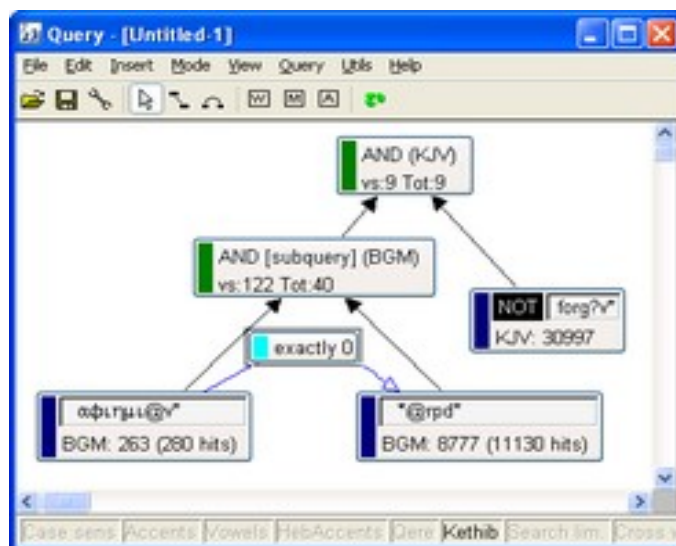 Query - [Untitled-1]
File Edit Insert Mode View Query Utils Help
W M A
AND (KJV)
vs:9 Tot:9
AND [subquery] (BGM)
vs:122 Tot:40
NOT forg?v*
KJV: 30997
exactly 0
αφιημι@v*
BGM: 263 (280 hits)
*@rpd*
BGM: 8777 (11130 hits)
Case sens Accents Vowels HebAccents Qere Kethib Search lim. Cross v